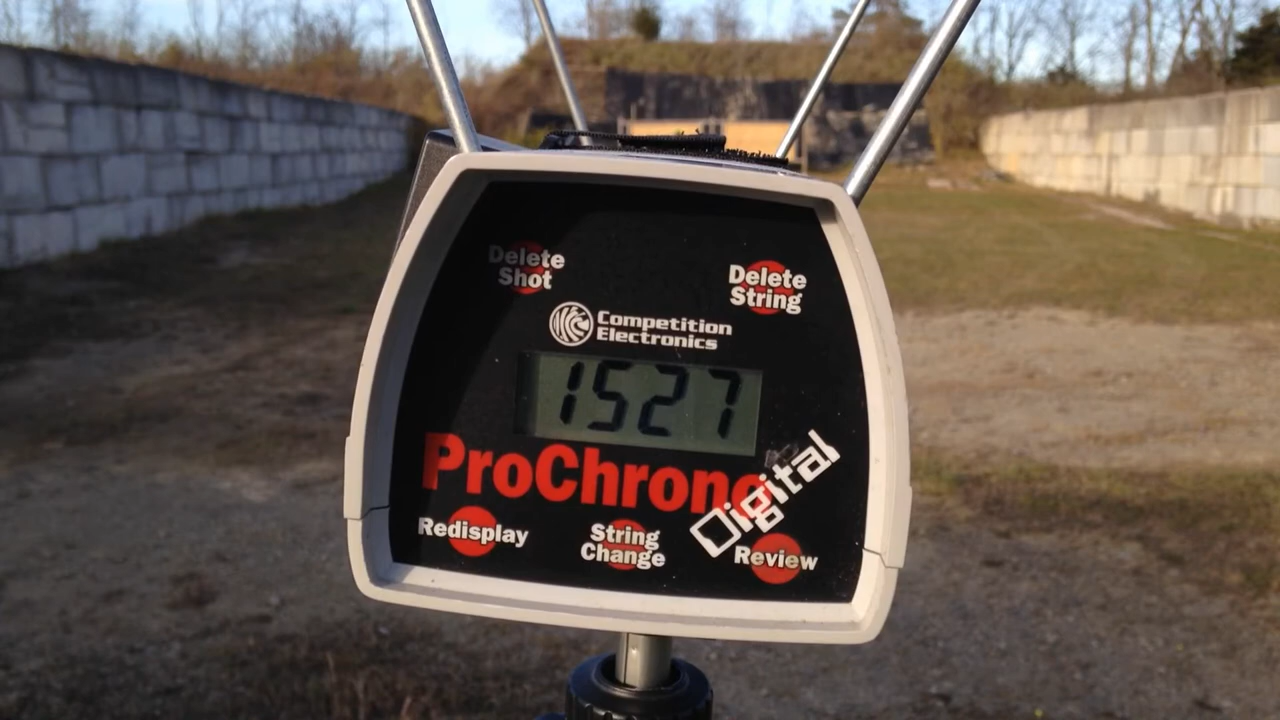 Delete
Shot
Delete
String
Competition
Electronics
1527
ProChrono
Digital
Redisplay
String
Change
Review